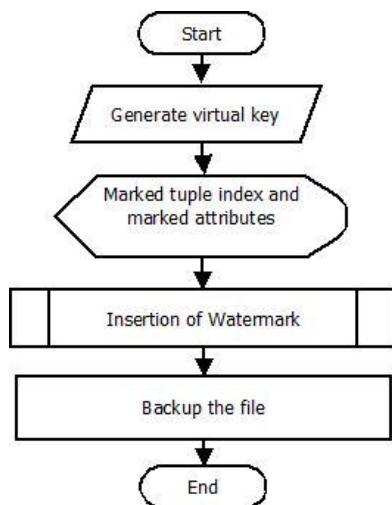 Start
Generate virtual key
Marked tuple index and
marked attributes
Insertion of Watermark
Backup the file
End